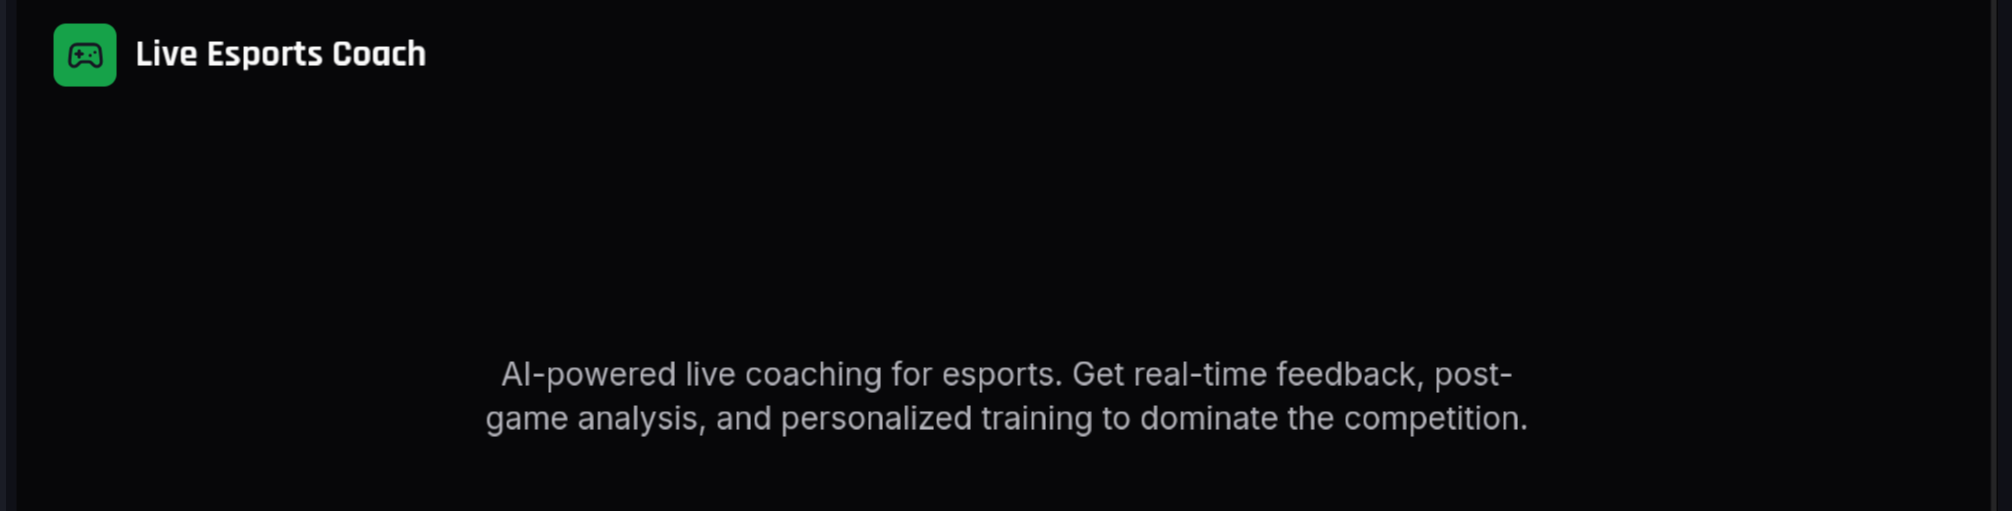 Live Esports Coach
AI-powered live coaching for esports. Get real-time feedback, post-
game analysis, and personalized training to dominate the competition.